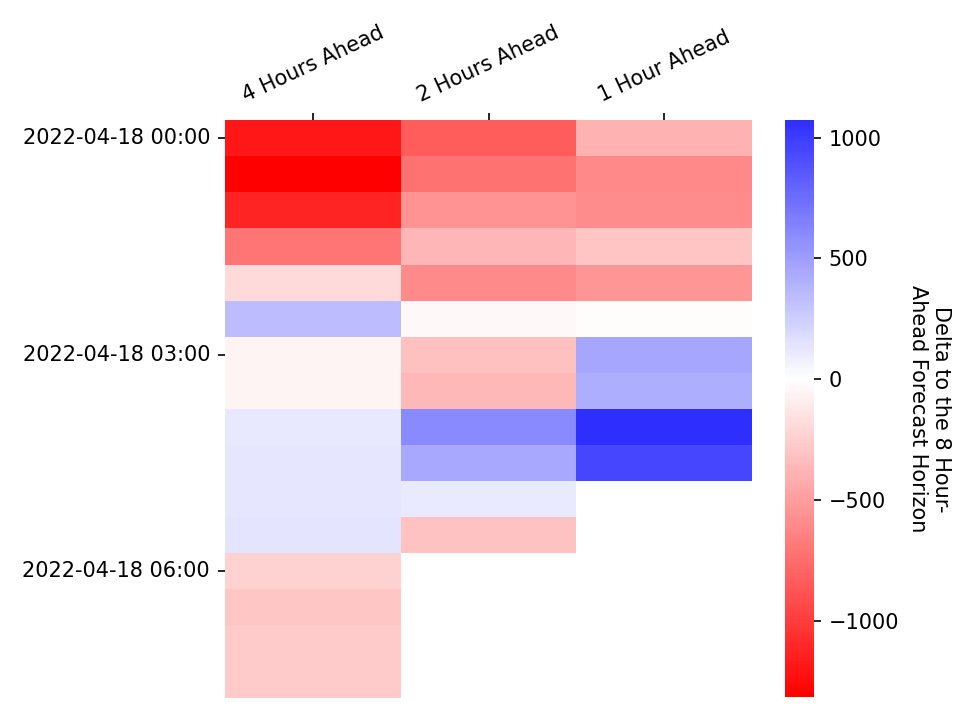 4 Hours Ahead
2 Hours Ahead
1 Hour Ahead
2022-04-18 00:00
2022-04-18 03:00
2022-04-18 06:00
1000
500
0
−500
−1000
Delta to the 8 Hour-
Ahead Forecast Horizon